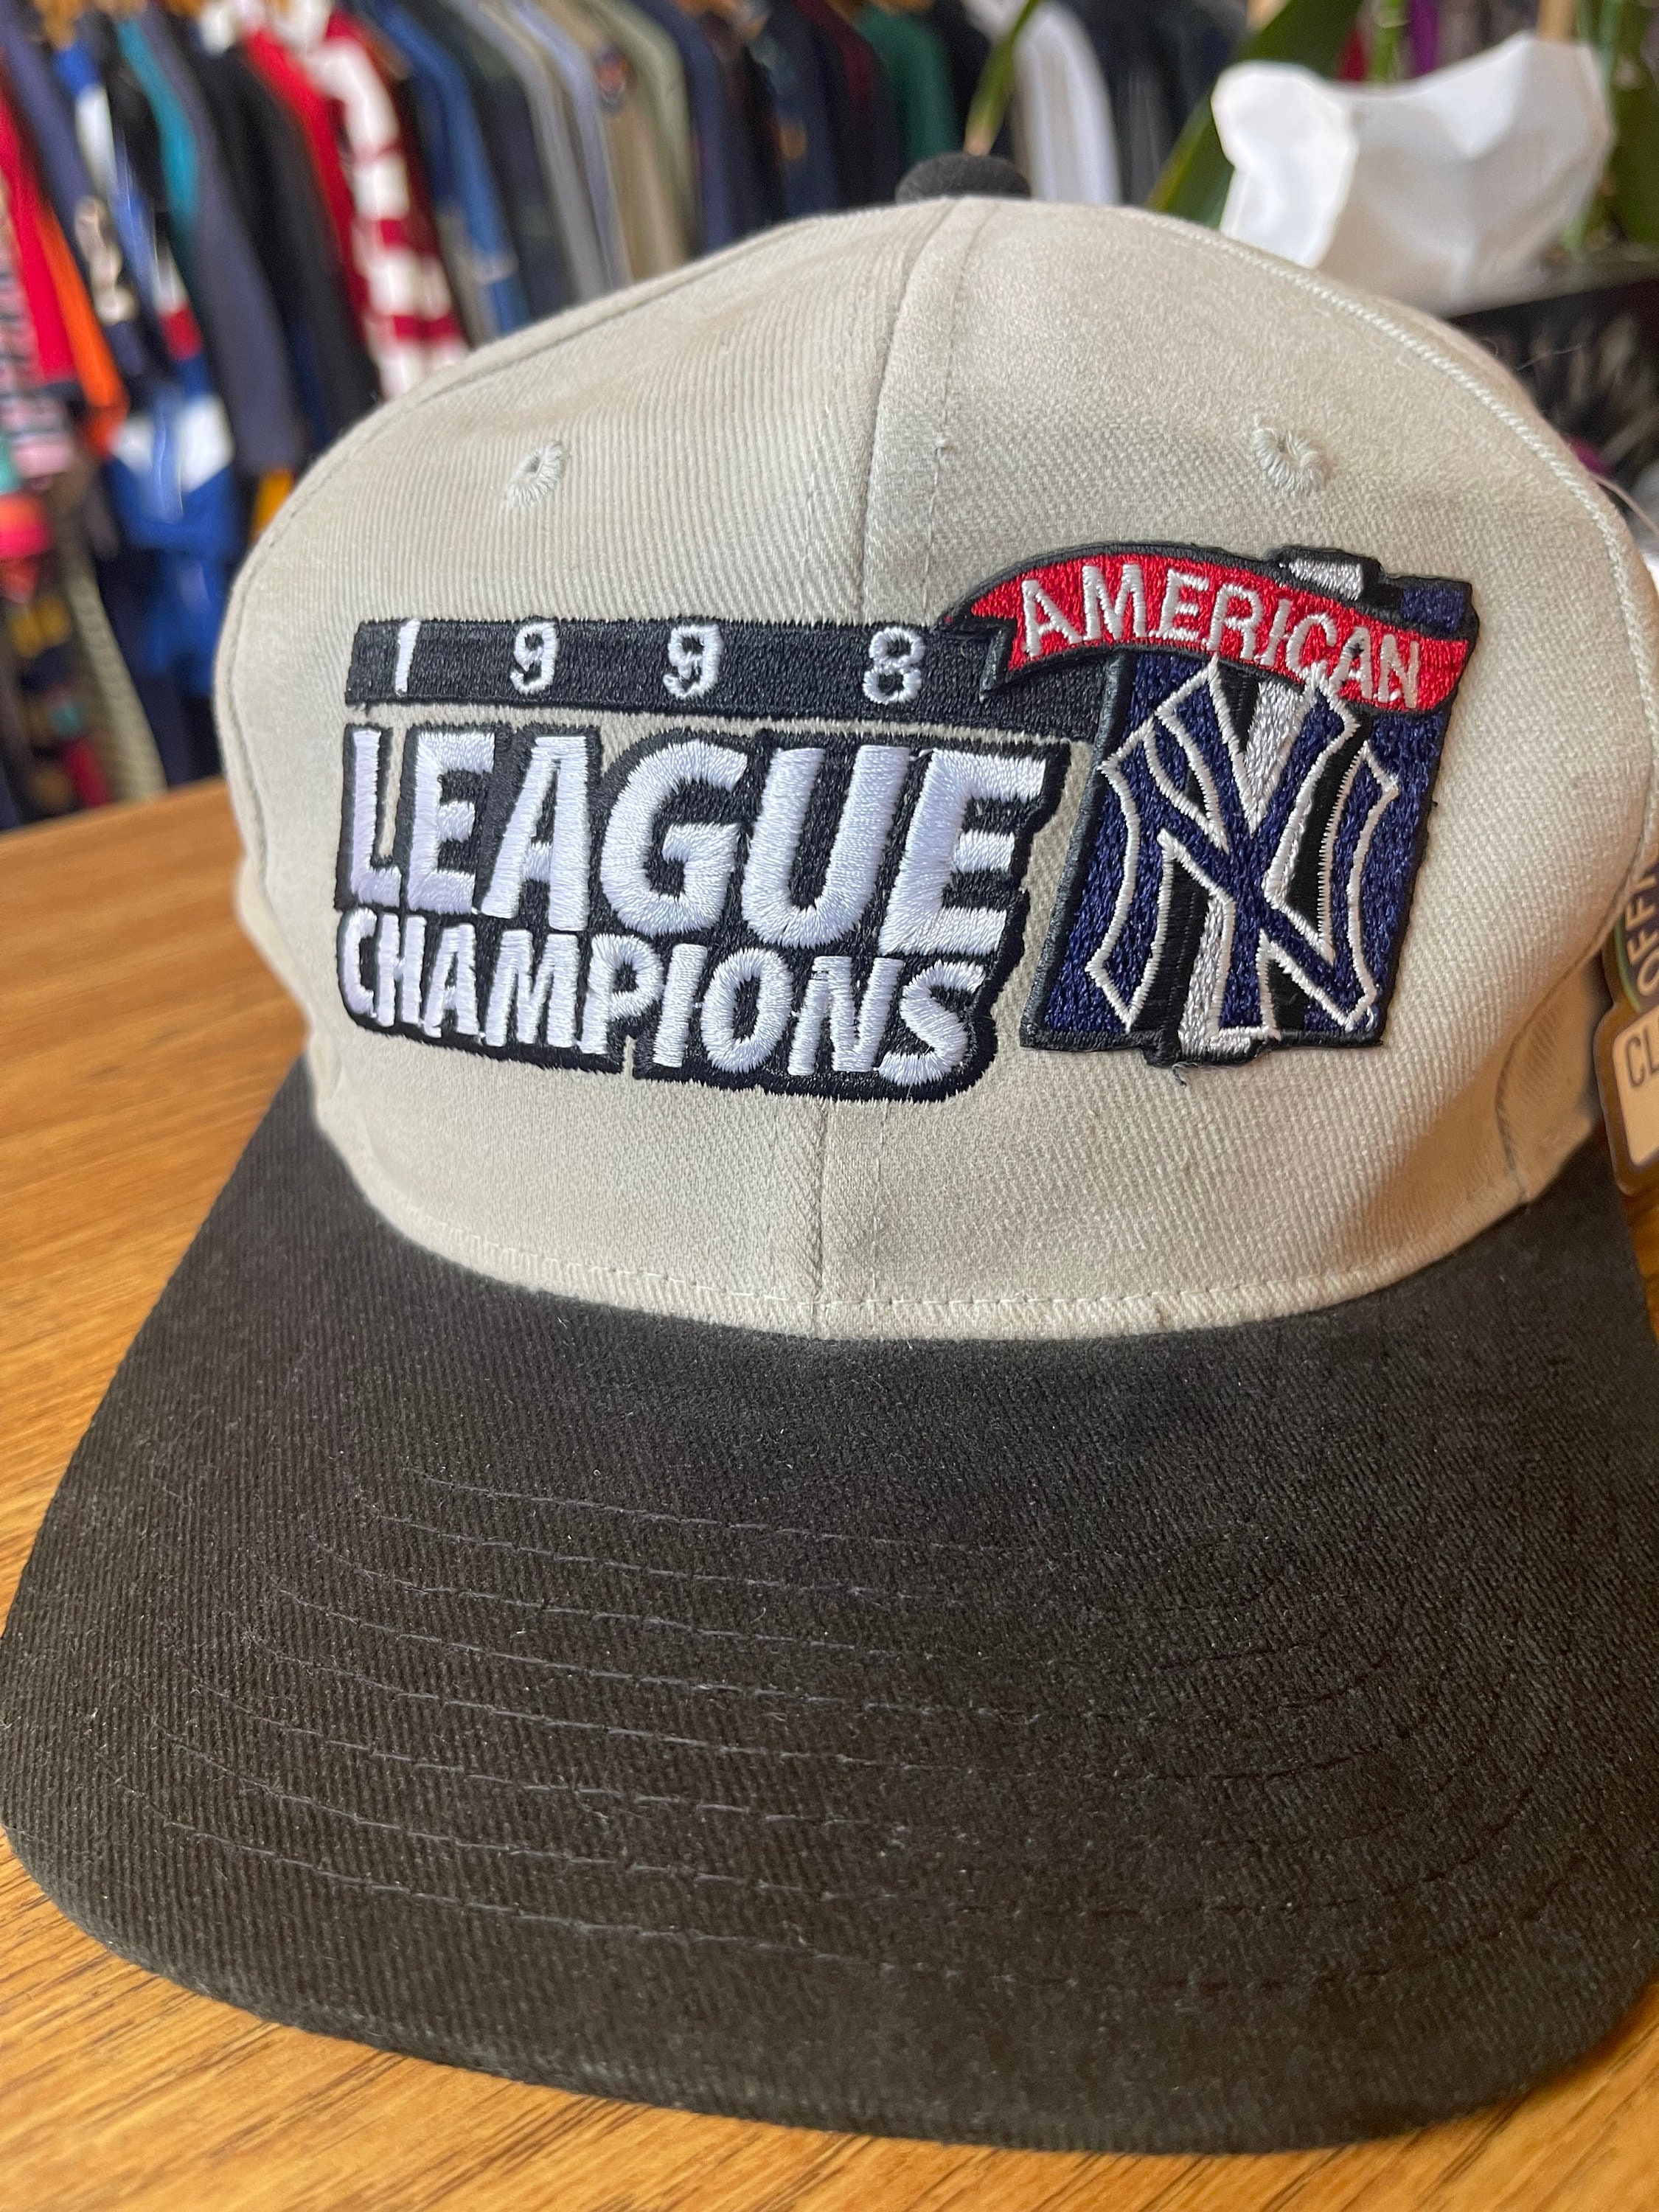 AMERICAN
1998
LEAGUE
CHAMPIONS
NY